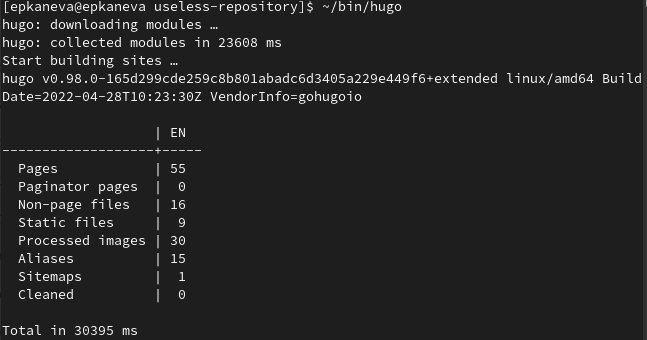 [epkaneva@epkaneva useless-repository]$ ~/bin/hugo
hugo: downloading modules …
hugo: collected modules in 23608 ms
Start building sites …
hugo v0.98.0-165d299cde259c8b801abadc6d3405a229e449f6+extended linux/amd64 Build
Date=2022-04-28T10:23:30Z VendorInfo=gohugoio
                   | EN
-------------------+-----
  Pages            | 55
  Paginator pages  |  0
  Non-page files   | 16
  Static files     |  9
  Processed images | 30
  Aliases          | 15
  Sitemaps         |  1
  Cleaned          |  0
Total in 30395 ms